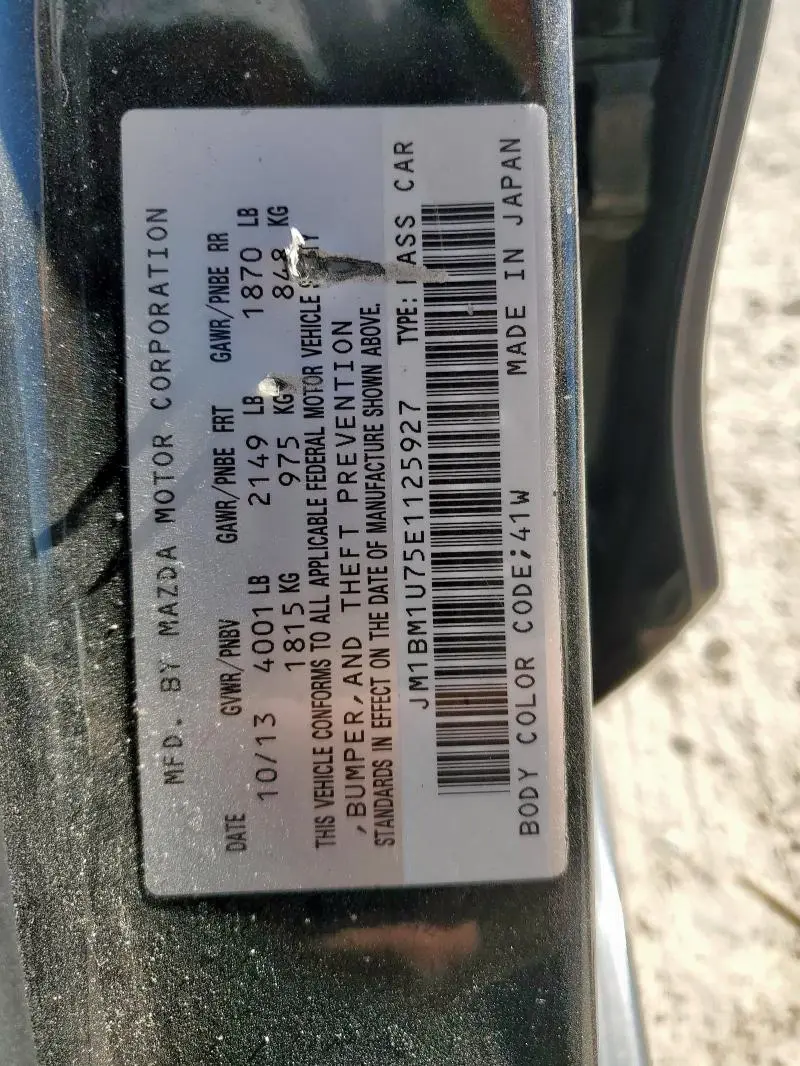 MFD. BY MAZDA MOTOR CORPORATION
DATE GVWR/PNBV GAWR/PNBE FRT GAWR/PNBE RR
10/13 4001 LB 2149 LB 1870 LB
1815 KG 975 KG 848 KG
THIS VEHICLE CONFORMS TO ALL APPLICABLE FEDERAL MOTOR VEHICLE
, BUMPER, AND THEFT PREVENTION
STANDARDS IN EFFECT ON THE DATE OF MANUFACTURE SHOWN ABOVE.
JM1BM1U75E1125927 TYPE: PASS CAR
BODY COLOR CODE;41W MADE IN JAPAN